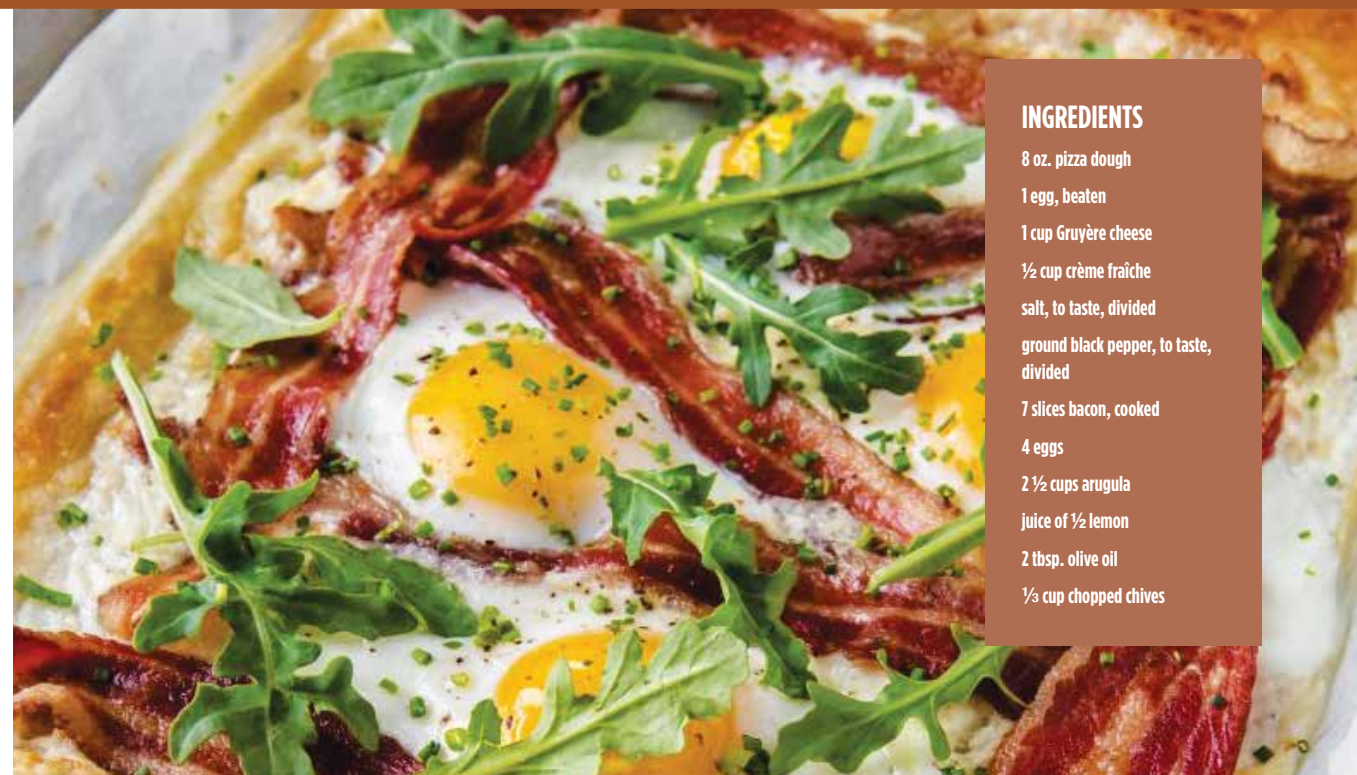 INGREDIENTS
8 oz. pizza dough
1 egg, beaten
1 cup Gruyère cheese
½ cup crème fraîche
salt, to taste, divided
ground black pepper, to taste,
divided
7 slices bacon, cooked
4 eggs
2 ½ cups arugula
juice of ½ lemon
2 tbsp. olive oil
⅓ cup chopped chives